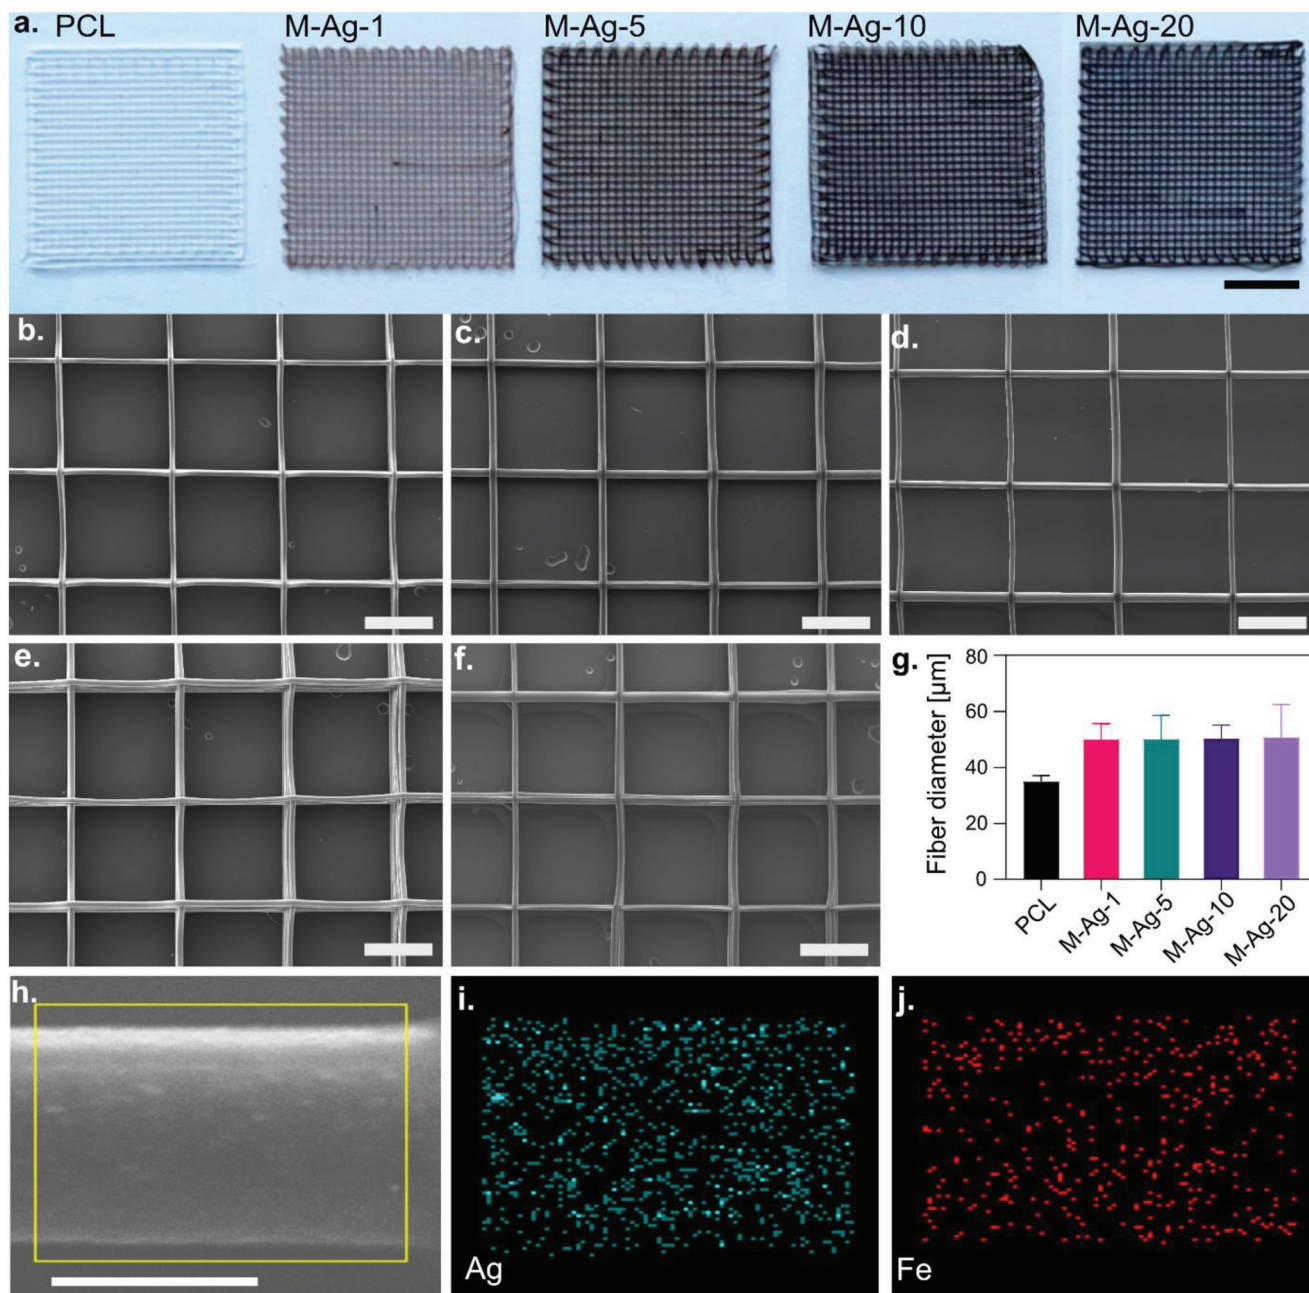 a. PCL M-Ag-1 M-Ag-5 M-Ag-10 M-Ag-20
b. c. d.
e. f. g.
Fiber diameter [µm]
80
60
40
20
0
PCL M-Ag-1 M-Ag-5 M-Ag-10 M-Ag-20
h. i. j.
Ag Fe